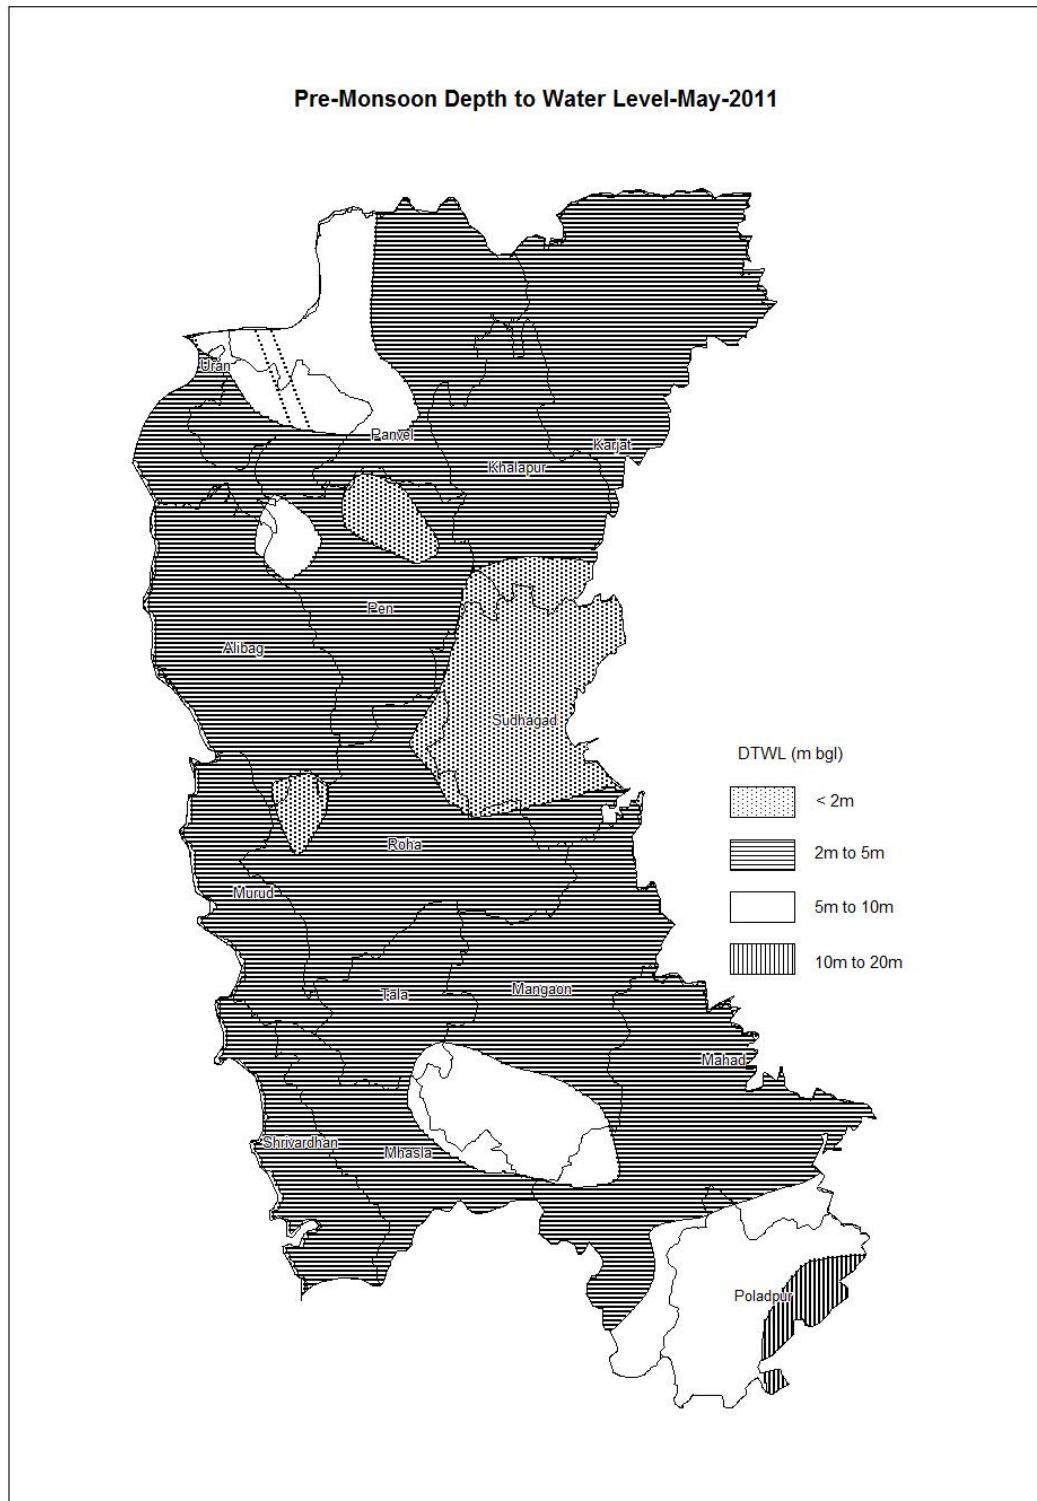 Pre-Monsoon Depth to Water Level-May-2011
Uran
Panvel
Karjat
Khalapur
Pen
Alibag
Sudhagad
DTWL (m bgl)
< 2m
Roha
2m to 5m
Murud
5m to 10m
10m to 20m
Tala
Mangaon
Mahad
Shrivardhan
Mhasla
Poladpur